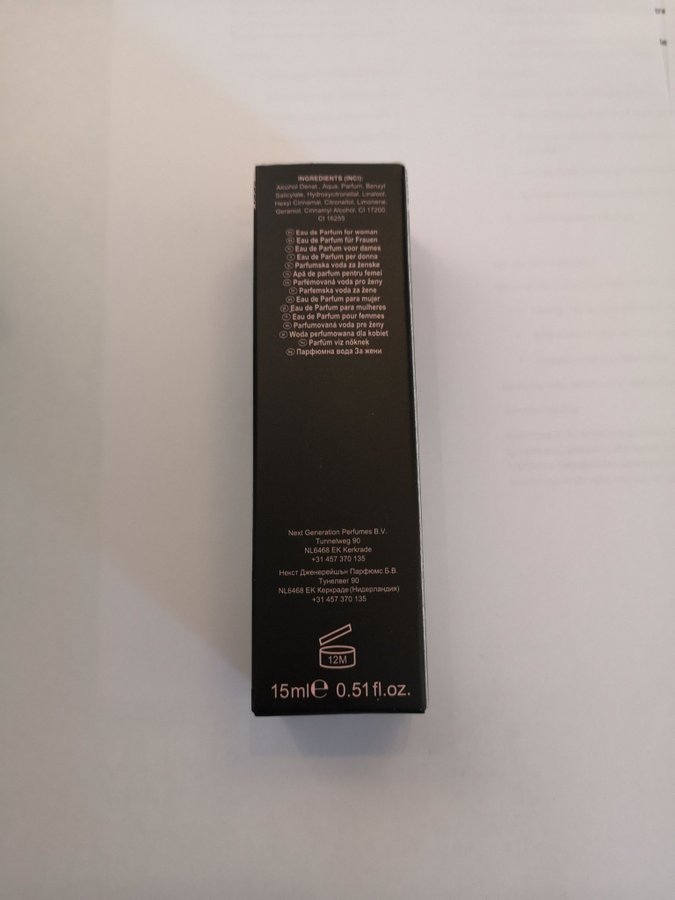 INGREDIENTS (INCI):
Alcohol Denat., Aqua, Parfum, Benzyl
Salicylate, Hydroxycitronellal, Linalool,
Hexyl Cinnamal, Citronellol, Limonene,
Geraniol, Cinnamyl Alcohol, CI 17200,
CI 16255
Eau de Parfum for woman
Eau de Parfum für Frauen
Eau de Parfum voor dames
Eau de Parfum per donna
Parfumska voda za ženske
Apă de parfum pentru femei
Parfémovaná voda pro ženy
Parfemska voda za žene
Eau de Parfum para mujer
Eau de Parfum para mulheres
Eau de Parfum pour femmes
Parfumovaná voda pre ženy
Woda perfumowana dla kobiet
Parfüm víz nőknek
Парфюмна вода За жени
Next Generation Perfumes B.V.
Tunnelweg 90
NL6468 EK Kerkrade
+31 457 370 135
Некст Дженерейшън Парфюмс Б.В.
Тунелвег 90
NL6468 EK Керкраде (Нидерландия)
+31 457 370 135
12M
15ml℮ 0.51fl.oz.